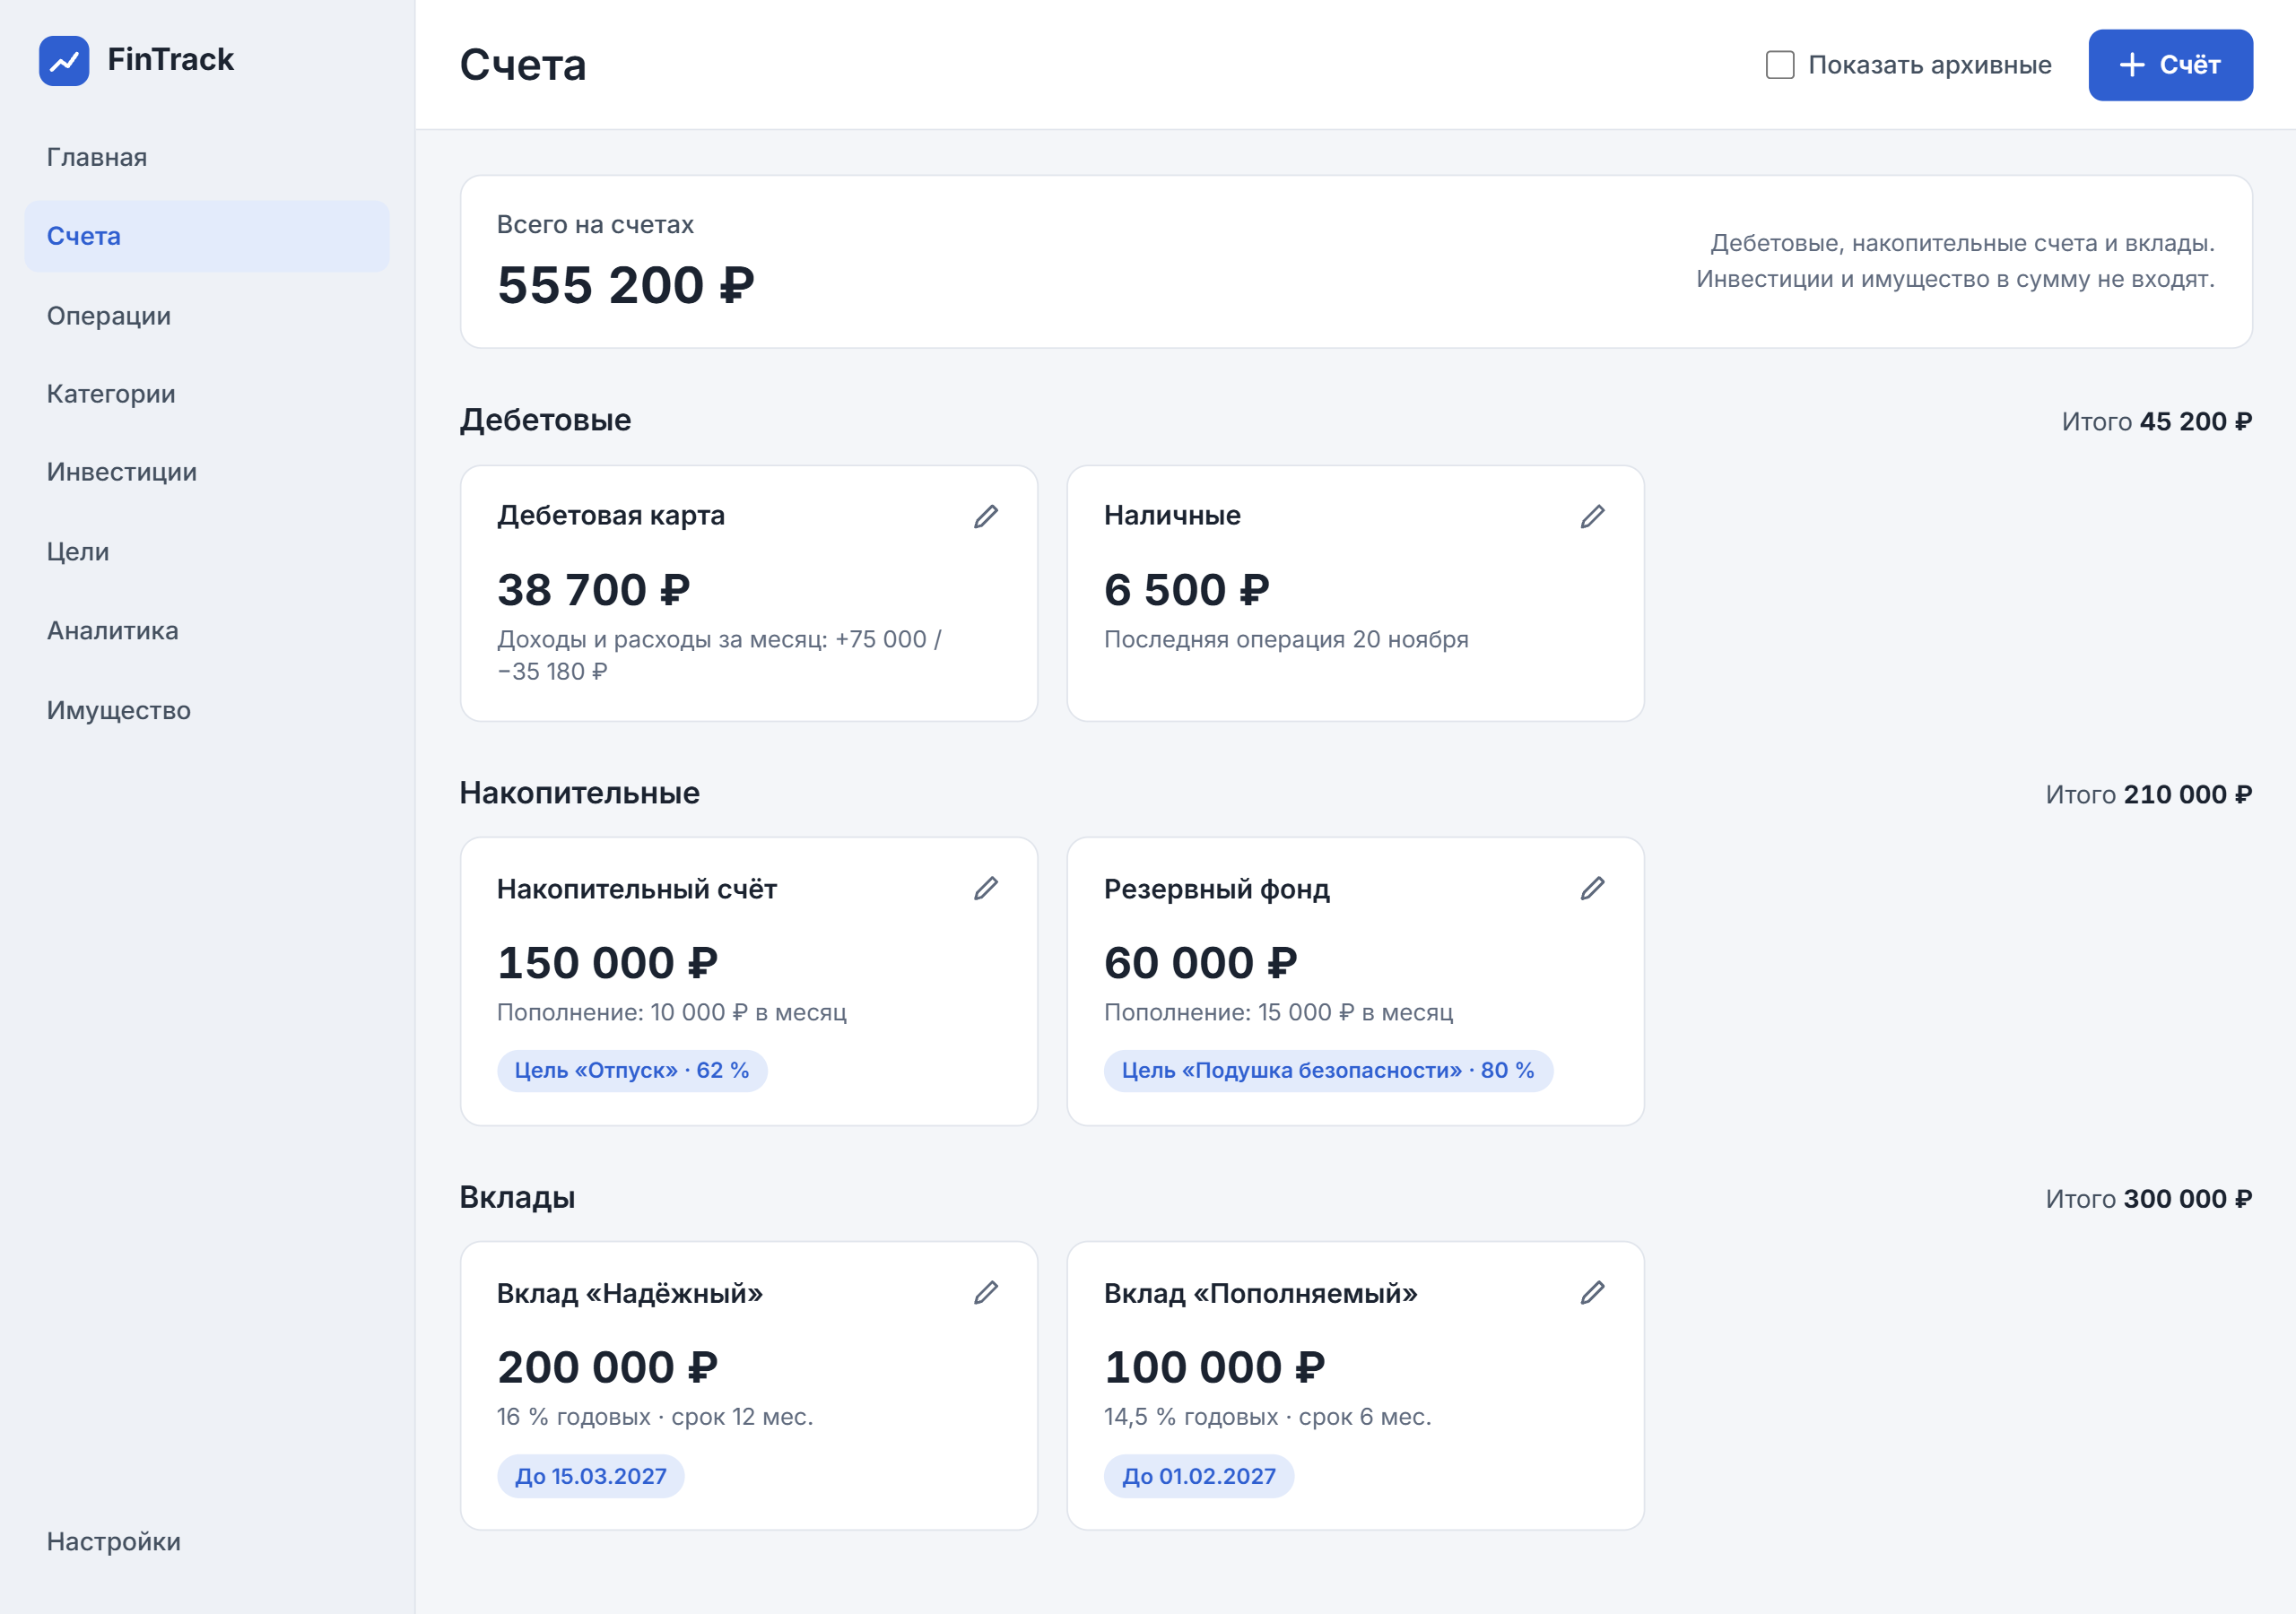 FinTrack
Главная
Счета
Операции
Категории
Инвестиции
Цели
Аналитика
Имущество
Настройки
Счета
Показать архивные
+ Счёт
Всего на счетах
555 200 ₽
Дебетовые, накопительные счета и вклады.
Инвестиции и имущество в сумму не входят.
Дебетовые
Итого 45 200 ₽
Дебетовая карта
38 700 ₽
Доходы и расходы за месяц: +75 000 /
−35 180 ₽
Наличные
6 500 ₽
Последняя операция 20 ноября
Накопительные
Итого 210 000 ₽
Накопительный счёт
150 000 ₽
Пополнение: 10 000 ₽ в месяц
Цель «Отпуск» · 62 %
Резервный фонд
60 000 ₽
Пополнение: 15 000 ₽ в месяц
Цель «Подушка безопасности» · 80 %
Вклады
Итого 300 000 ₽
Вклад «Надёжный»
200 000 ₽
16 % годовых · срок 12 мес.
До 15.03.2027
Вклад «Пополняемый»
100 000 ₽
14,5 % годовых · срок 6 мес.
До 01.02.2027